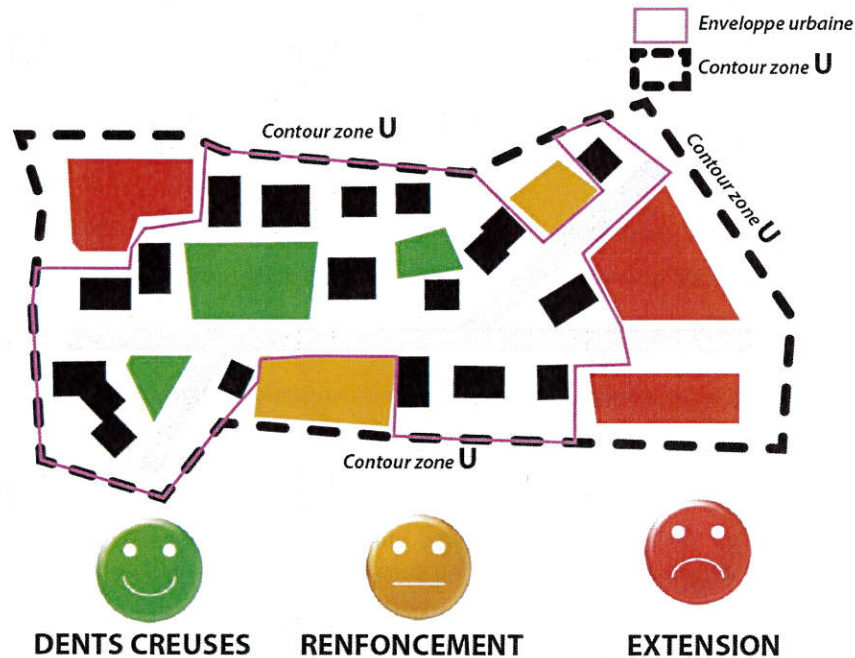 Enveloppe urbaine
Contour zone U
Contour zone U
Contour zone U
Contour zone U
DENTS CREUSES
RENFONCEMENT
EXTENSION